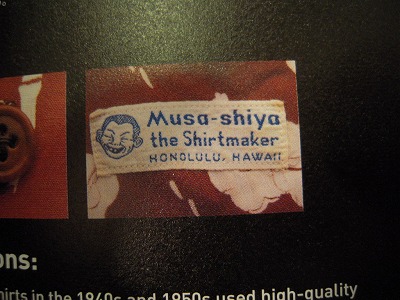 Musa-shiya
the Shirtmaker
HONOLULU, HAWAII
ons:
hirts in the 1940s and 1950s used high-quality